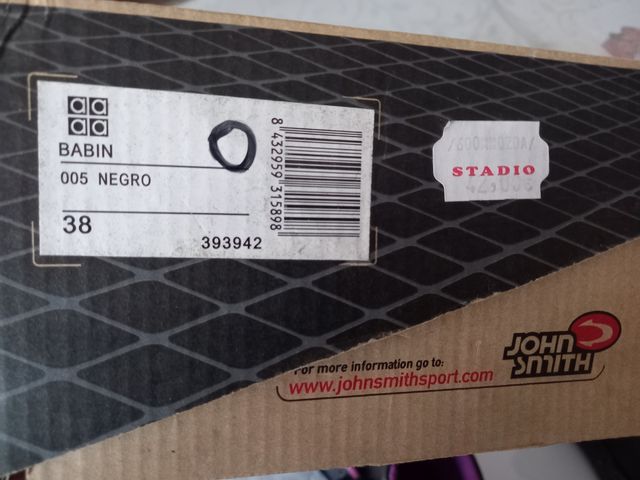 BABIN
005 NEGRO
38
393942
8 432959 315898
STADIO
For more information go to:
www.johnsmithsport.com
JOHN
SMITH